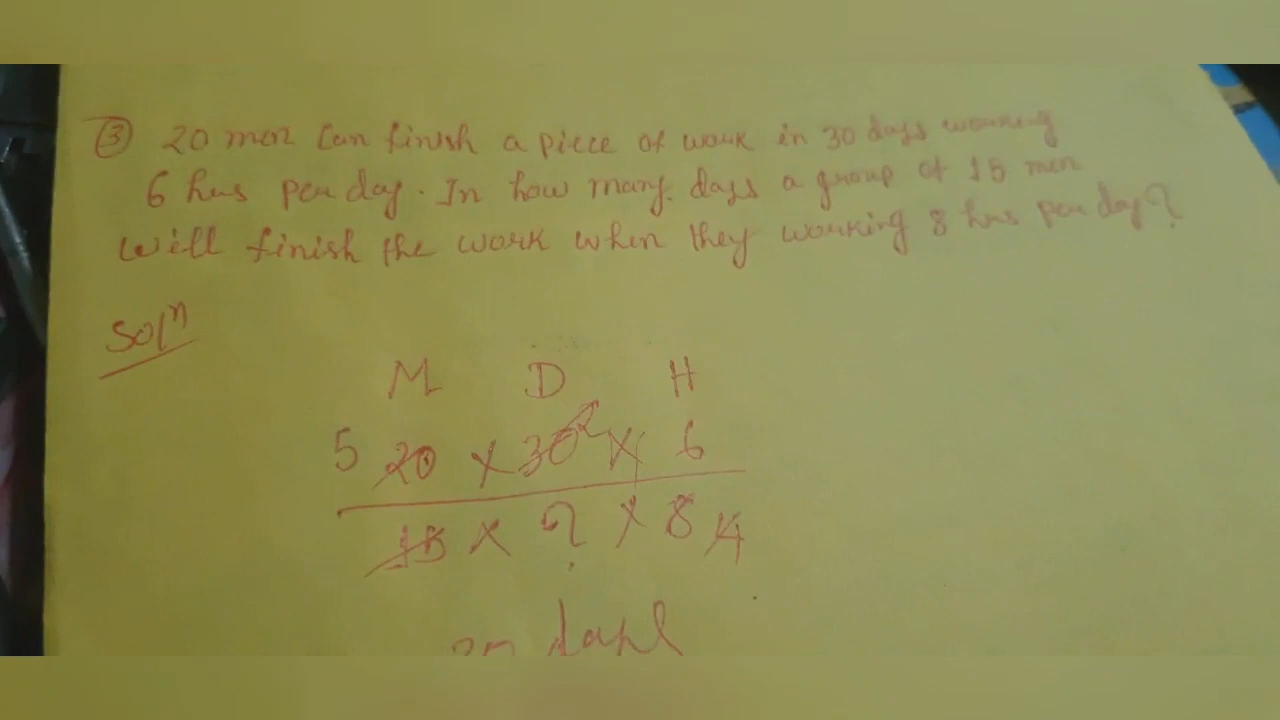 ③ 20 men can finish a piece of work in 30 days working
6 hrs per day. In how many days a group of 15 men
will finish the work when they working 8 hrs per day?
Solⁿ
M D H
5 20 × 30 2 × 6
15 × ? × 8 4